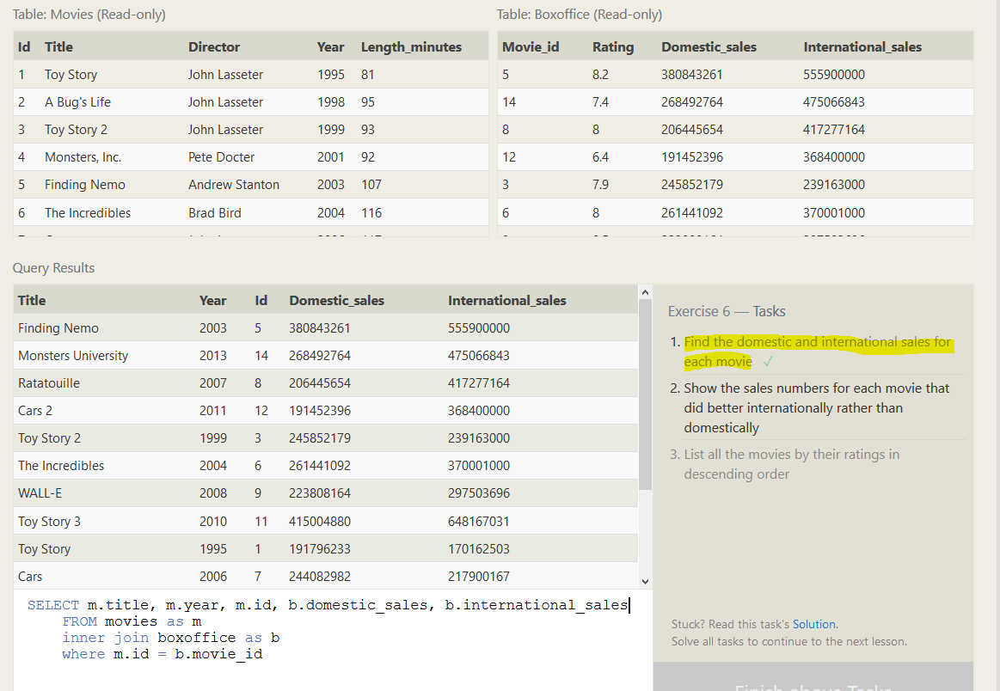 Table: Movies (Read-only)
Table: Boxoffice (Read-only)
Id Title Director Year Length_minutes
1 Toy Story John Lasseter 1995 81
2 A Bug's Life John Lasseter 1998 95
3 Toy Story 2 John Lasseter 1999 93
4 Monsters, Inc. Pete Docter 2001 92
5 Finding Nemo Andrew Stanton 2003 107
6 The Incredibles Brad Bird 2004 116
Movie_id Rating Domestic_sales International_sales
5 8.2 380843261 555900000
14 7.4 268492764 475066843
8 8 206445654 417277164
12 6.4 191452396 368400000
3 7.9 245852179 239163000
6 8 261441092 370001000
Query Results
Title Year Id Domestic_sales International_sales
Finding Nemo 2003 5 380843261 555900000
Monsters University 2013 14 268492764 475066843
Ratatouille 2007 8 206445654 417277164
Cars 2 2011 12 191452396 368400000
Toy Story 2 1999 3 245852179 239163000
The Incredibles 2004 6 261441092 370001000
WALL-E 2008 9 223808164 297503696
Toy Story 3 2010 11 415004880 648167031
Toy Story 1995 1 191796233 170162503
Cars 2006 7 244082982 217900167
SELECT m.title, m.year, m.id, b.domestic_sales, b.international_sales
FROM movies as m
inner join boxoffice as b
where m.id = b.movie_id
Exercise 6 — Tasks
1. Find the domestic and international sales for
each movie ✓
2. Show the sales numbers for each movie that
did better internationally rather than
domestically
3. List all the movies by their ratings in
descending order
Stuck? Read this task's Solution.
Solve all tasks to continue to the next lesson.
Finish above Tasks